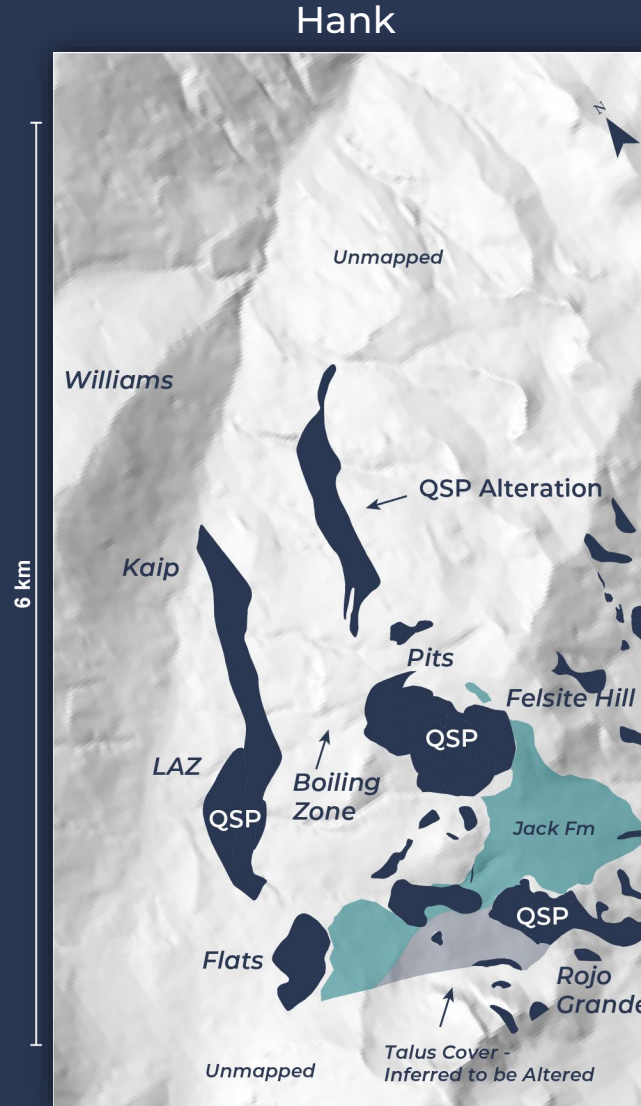 Hank
N
Unmapped
Williams
QSP Alteration
Kaip
6 km
Pits
Felsite Hill
QSP
LAZ
Boiling
Zone
QSP
Jack Fm
QSP
Flats
Rojo
Grande
Talus Cover -
Inferred to be Altered
Unmapped